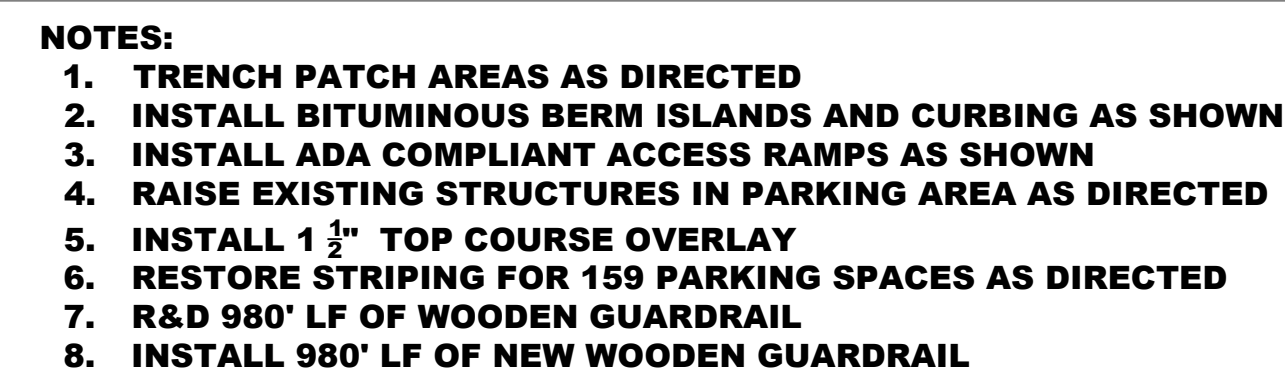 NOTES:
1. TRENCH PATCH AREAS AS DIRECTED
2. INSTALL BITUMINOUS BERM ISLANDS AND CURBING AS SHOWN
3. INSTALL ADA COMPLIANT ACCESS RAMPS AS SHOWN
4. RAISE EXISTING STRUCTURES IN PARKING AREA AS DIRECTED
5. INSTALL 1 ½" TOP COURSE OVERLAY
6. RESTORE STRIPING FOR 159 PARKING SPACES AS DIRECTED
7. R&D 980' LF OF WOODEN GUARDRAIL
8. INSTALL 980' LF OF NEW WOODEN GUARDRAIL